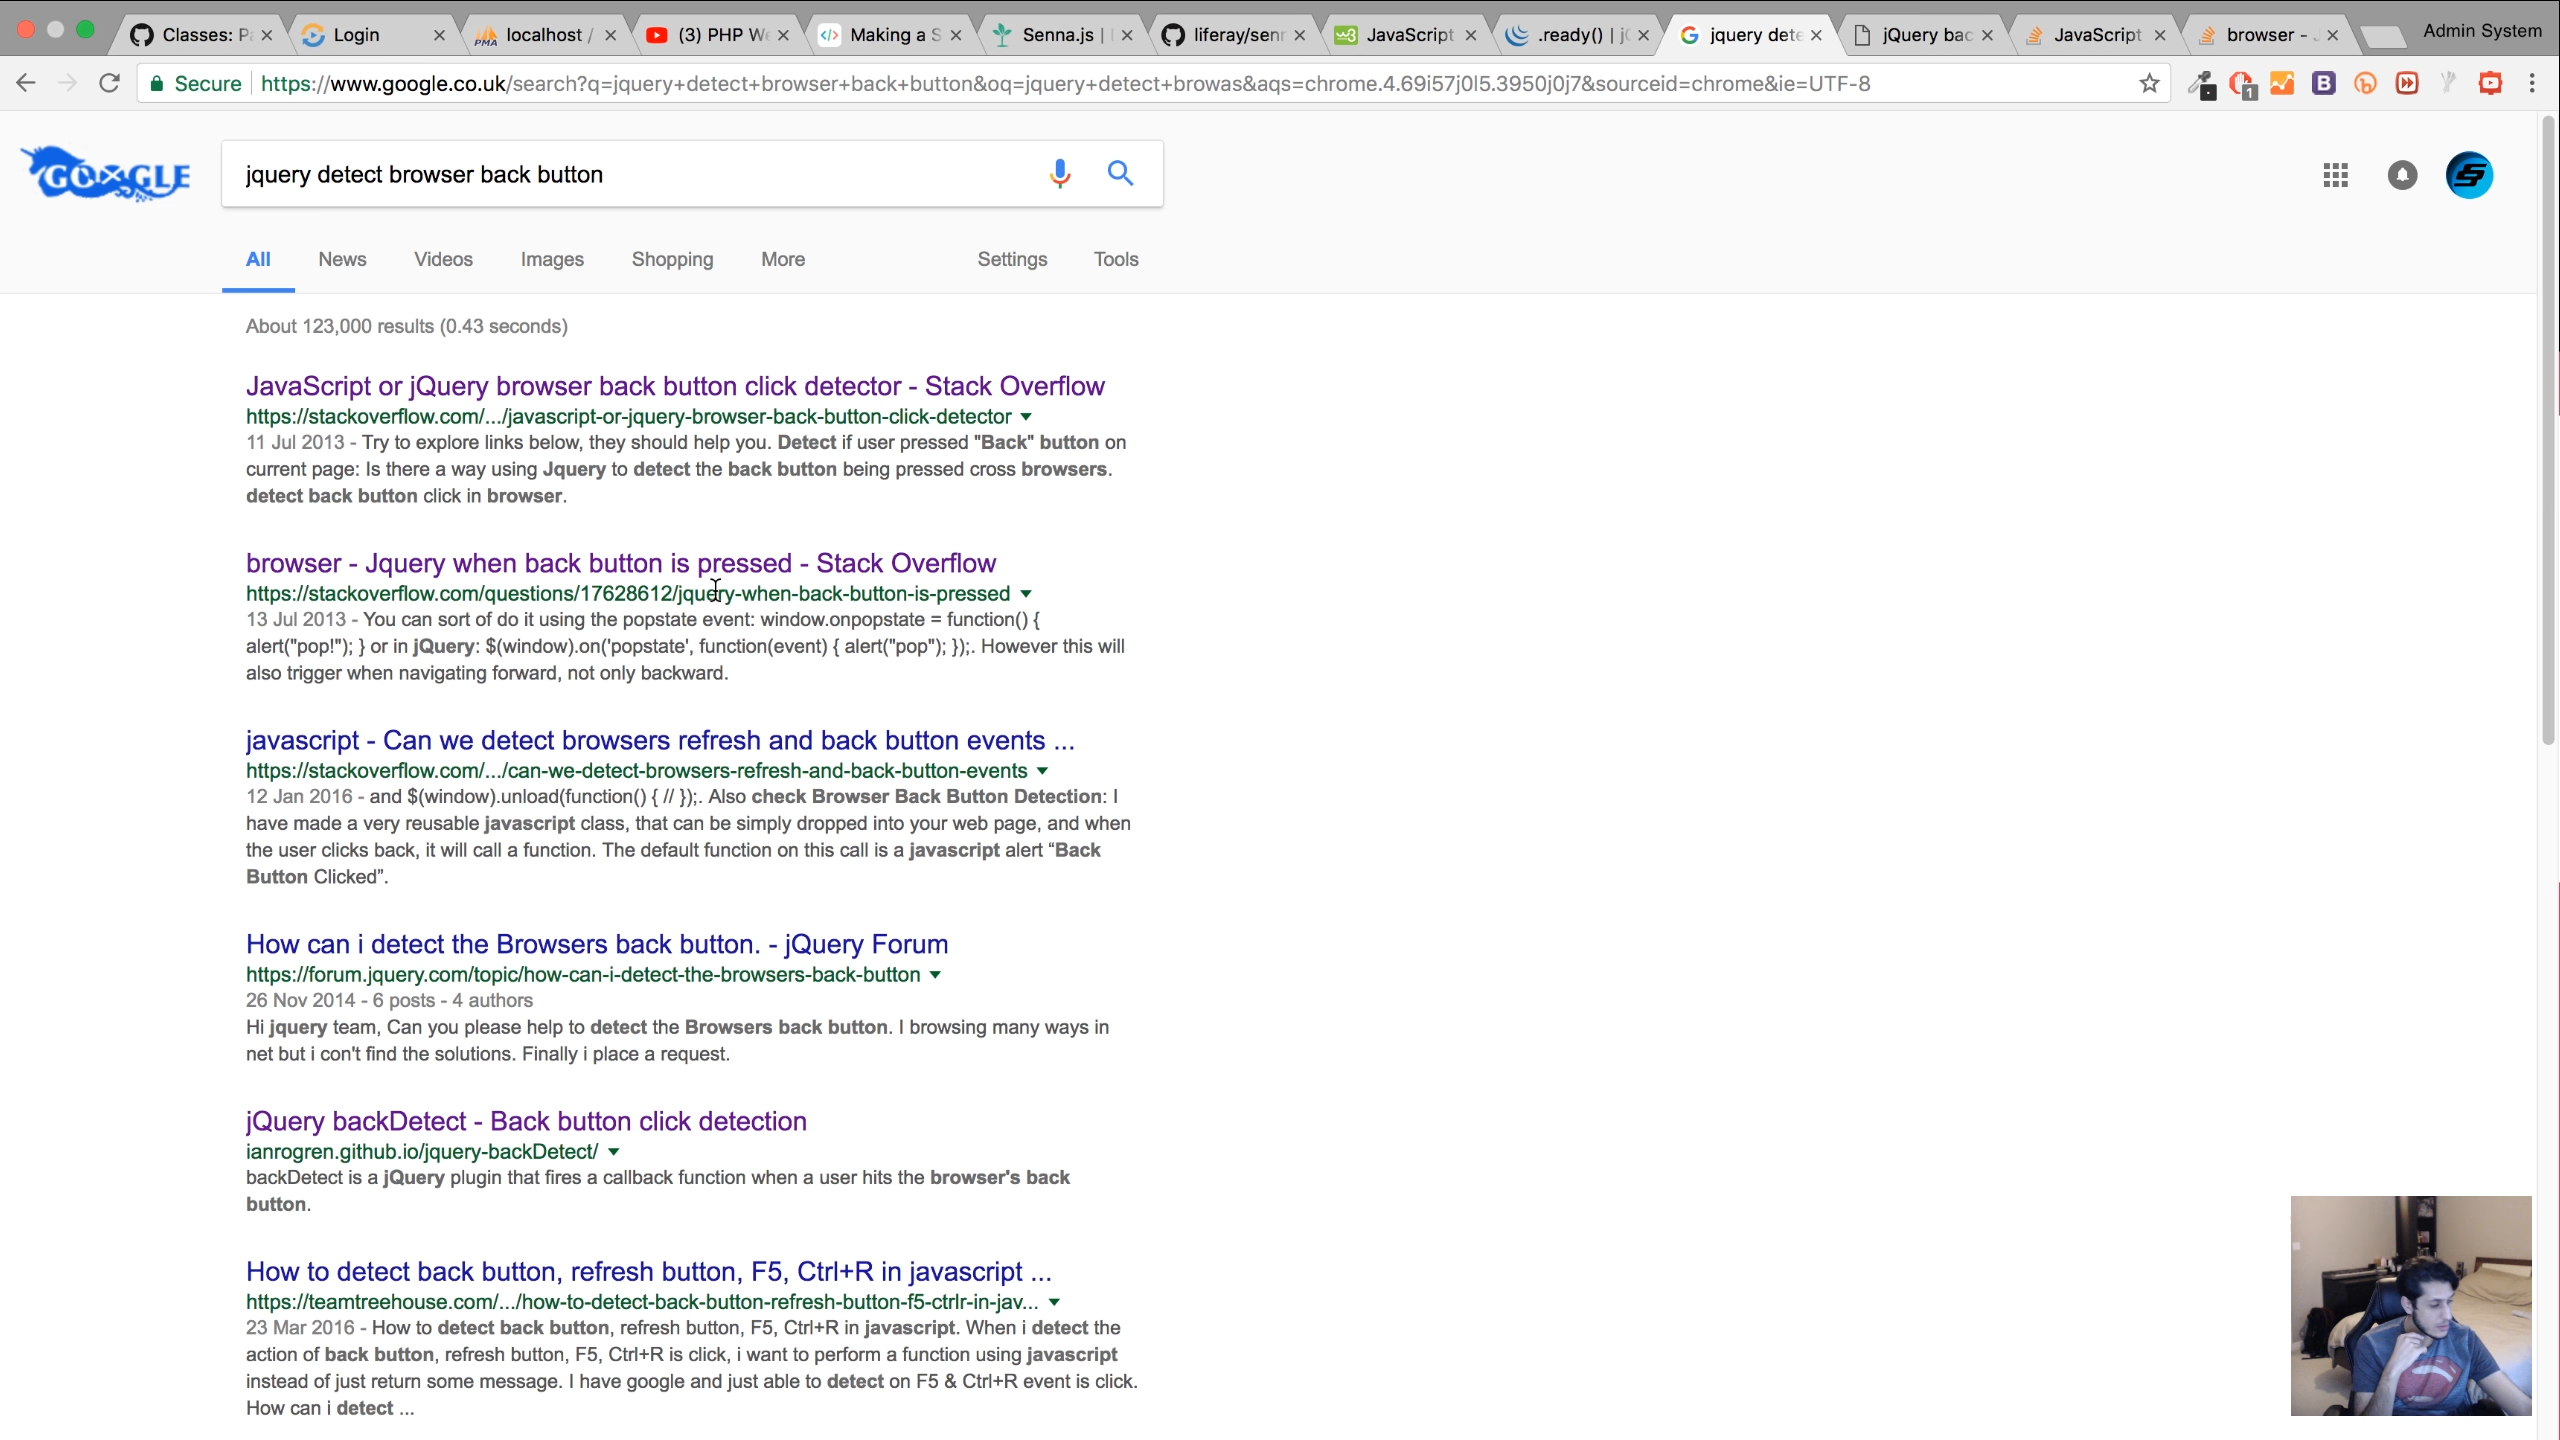 Classes: Pa
Login
localhost /
(3) PHP We
Making a S
Senna.js |
liferay/senn
JavaScript
.ready() | jQ
jquery dete
jQuery bac
JavaScript
browser -
Admin System
Secure
https://www.google.co.uk/search?q=jquery+detect+browser+back+button&oq=jquery+detect+browas&aqs=chrome.4.69i57j0l5.3950j0j7&sourceid=chrome&ie=UTF-8
GOOGLE
jquery detect browser back button
All News Videos Images Shopping More Settings Tools
About 123,000 results (0.43 seconds)
JavaScript or jQuery browser back button click detector - Stack Overflow
https://stackoverflow.com/.../javascript-or-jquery-browser-back-button-click-detector
11 Jul 2013 - Try to explore links below, they should help you. Detect if user pressed "Back" button on
current page: Is there a way using Jquery to detect the back button being pressed cross browsers.
detect back button click in browser.
browser - Jquery when back button is pressed - Stack Overflow
https://stackoverflow.com/questions/17628612/jquery-when-back-button-is-pressed
13 Jul 2013 - You can sort of do it using the popstate event: window.onpopstate = function() {
alert("pop!"); } or in jQuery: $(window).on('popstate', function(event) { alert("pop"); });. However this will
also trigger when navigating forward, not only backward.
javascript - Can we detect browsers refresh and back button events ...
https://stackoverflow.com/.../can-we-detect-browsers-refresh-and-back-button-events
12 Jan 2016 - and $(window).unload(function() { // });. Also check Browser Back Button Detection: I
have made a very reusable javascript class, that can be simply dropped into your web page, and when
the user clicks back, it will call a function. The default function on this call is a javascript alert “Back
Button Clicked”.
How can i detect the Browsers back button. - jQuery Forum
https://forum.jquery.com/topic/how-can-i-detect-the-browsers-back-button
26 Nov 2014 - 6 posts - 4 authors
Hi jquery team, Can you please help to detect the Browsers back button. I browsing many ways in
net but i con't find the solutions. Finally i place a request.
jQuery backDetect - Back button click detection
ianrogren.github.io/jquery-backDetect/
backDetect is a jQuery plugin that fires a callback function when a user hits the browser's back
button.
How to detect back button, refresh button, F5, Ctrl+R in javascript ...
https://teamtreehouse.com/.../how-to-detect-back-button-refresh-button-f5-ctrlr-in-jav...
23 Mar 2016 - How to detect back button, refresh button, F5, Ctrl+R in javascript. When i detect the
action of back button, refresh button, F5, Ctrl+R is click, i want to perform a function using javascript
instead of just return some message. I have google and just able to detect on F5 & Ctrl+R event is click.
How can i detect ...